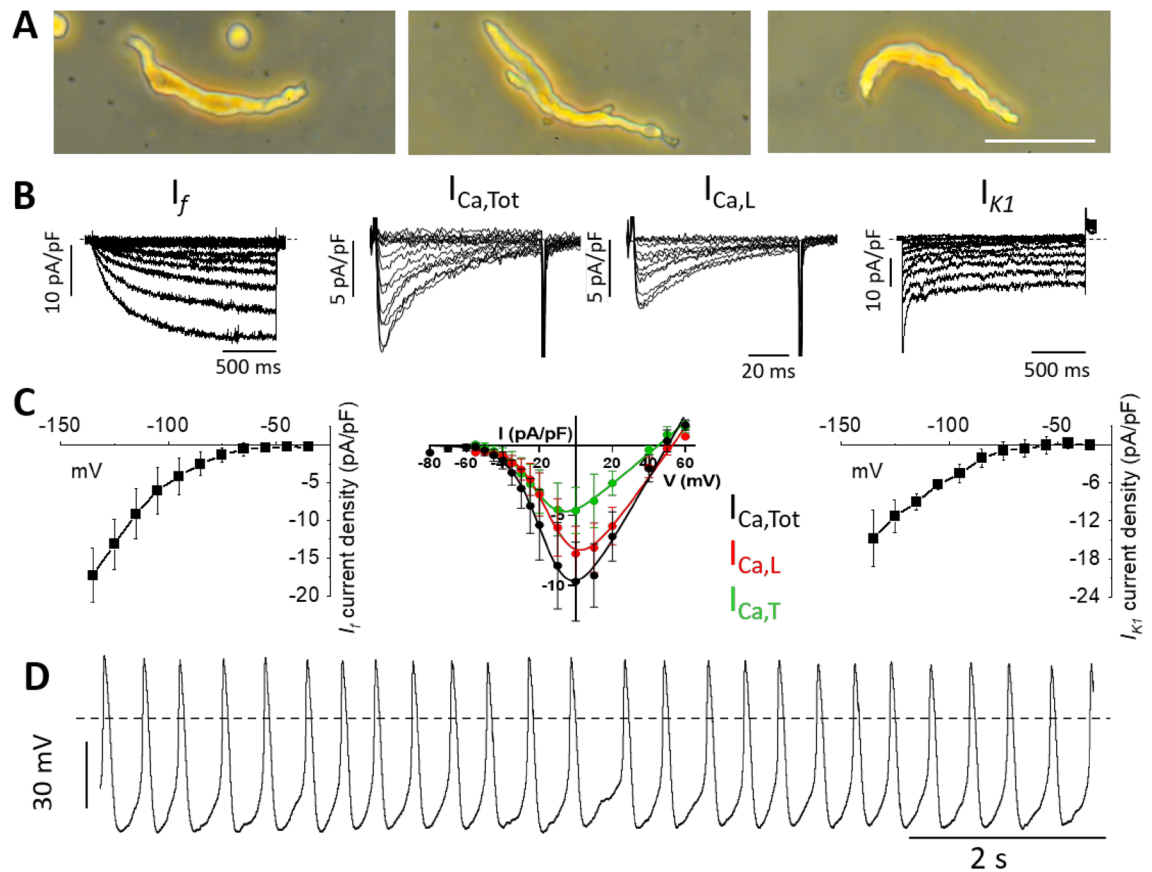 A
B
I_f
I_Ca,Tot
I_Ca,L
I_K1
10 pA/pF
5 pA/pF
5 pA/pF
10 pA/pF
500 ms
20 ms
500 ms
C
-150 -100 -50
mV
-5
-10
-15
-20
I_f current density (pA/pF)
I (pA/pF)
-80 -60 -20 20 40 60
V (mV)
-5
-10
I_Ca,Tot
I_Ca,L
I_Ca,T
-150 -100 -50
mV
-6
-12
-18
-24
I_K1 current density (pA/pF)
D
30 mV
2 s